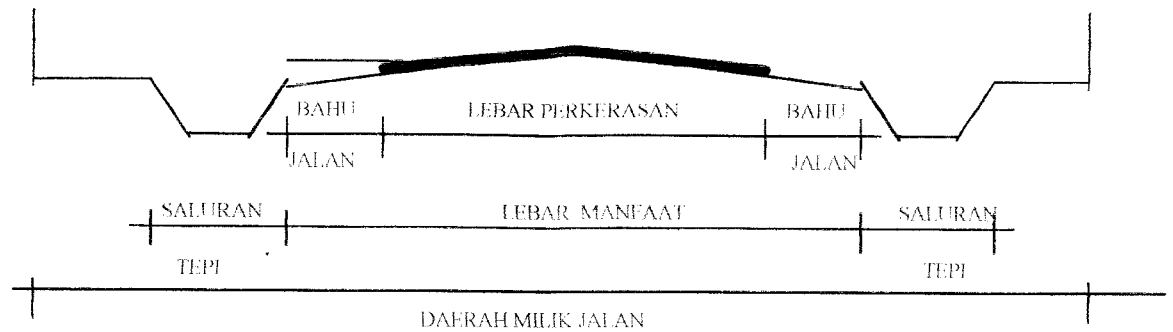 BAHU LEBAR PERKERASAN BAHU
JALAN JALAN
SALURAN LEBAR MANFAAT SALURAN
TEPI TEPI
DAERAH MILIK JALAN